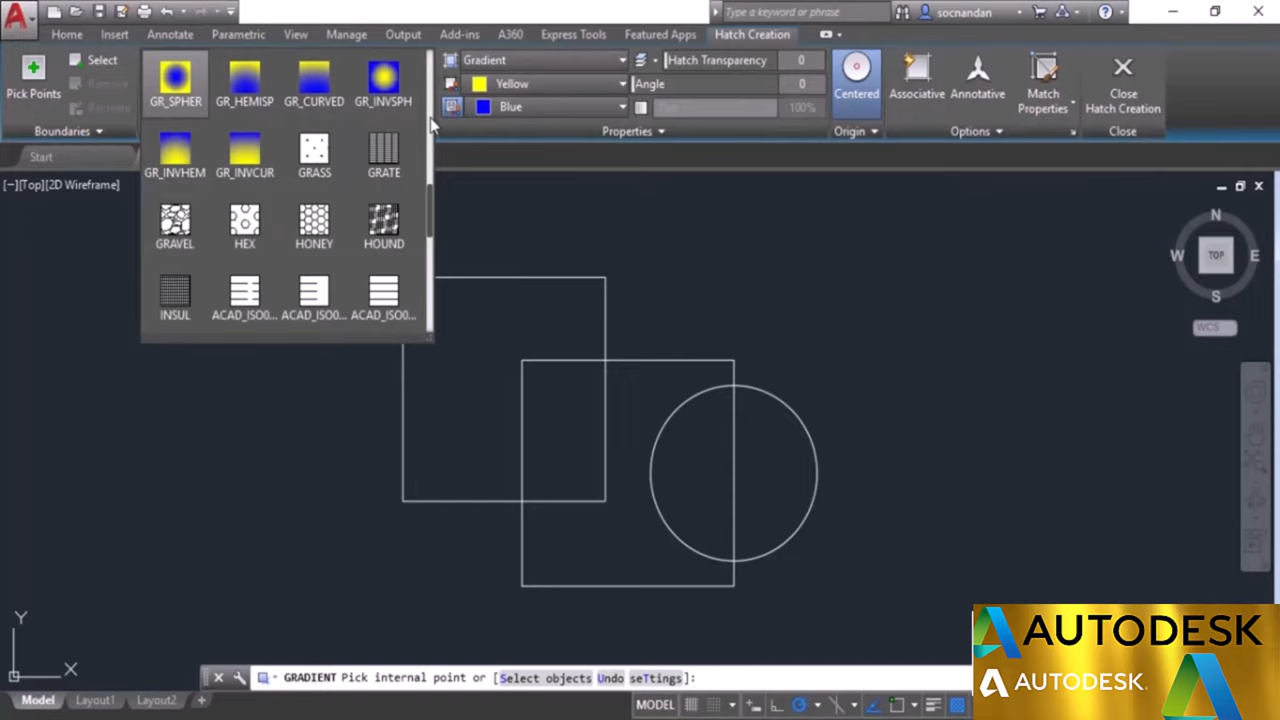 Type a keyword or phrase
socnandan
Home Insert Annotate Parametric View Manage Output Add-ins A360 Express Tools Featured Apps Hatch Creation
Pick Points
Select
Remove
Boundaries
GR_SPHER GR_HEMISP GR_CURVED GR_INVSPH
GR_INVHEM GR_INVCUR GRASS GRATE
GRAVEL HEX HONEY HOUND
INSUL ACAD_ISO0... ACAD_ISO0... ACAD_ISO0...
Gradient
Yellow
Blue
Hatch Transparency 0
Angle 0
100%
Properties
Centered
Origin
Associative
Annotative
Match
Properties
Options
Close
Hatch Creation
Close
Start
[−][Top][2D Wireframe]
N
W TOP E
S
WCS
Y
X
GRADIENT Pick internal point or [Select objects Undo seTtings]:
Model Layout1 Layout2 +
MODEL
AUTODESK
AUTODESK.